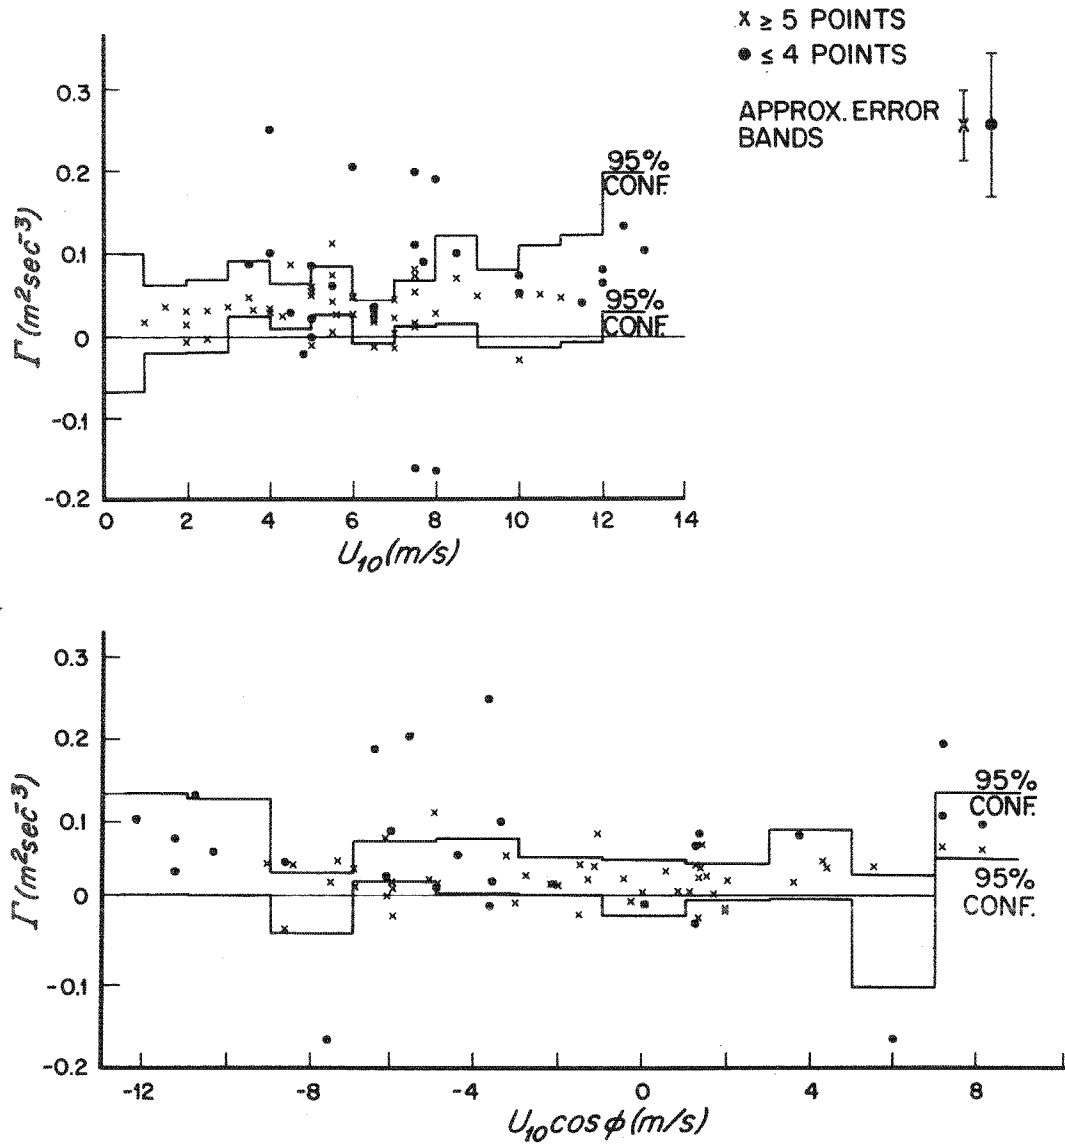 x ≥ 5 POINTS
● ≤ 4 POINTS
APPROX. ERROR
BANDS
0.3
0.2
0.1
0
-0.1
-0.2
Γ (m²sec⁻³)
95%
CONF.
95%
CONF.
0 2 4 6 8 10 12 14
U₁₀ (m/s)
0.3
0.2
0.1
0
-0.1
-0.2
Γ (m²sec⁻³)
95%
CONF.
95%
CONF.
-12 -8 -4 0 4 8
U₁₀ cos ϕ (m/s)